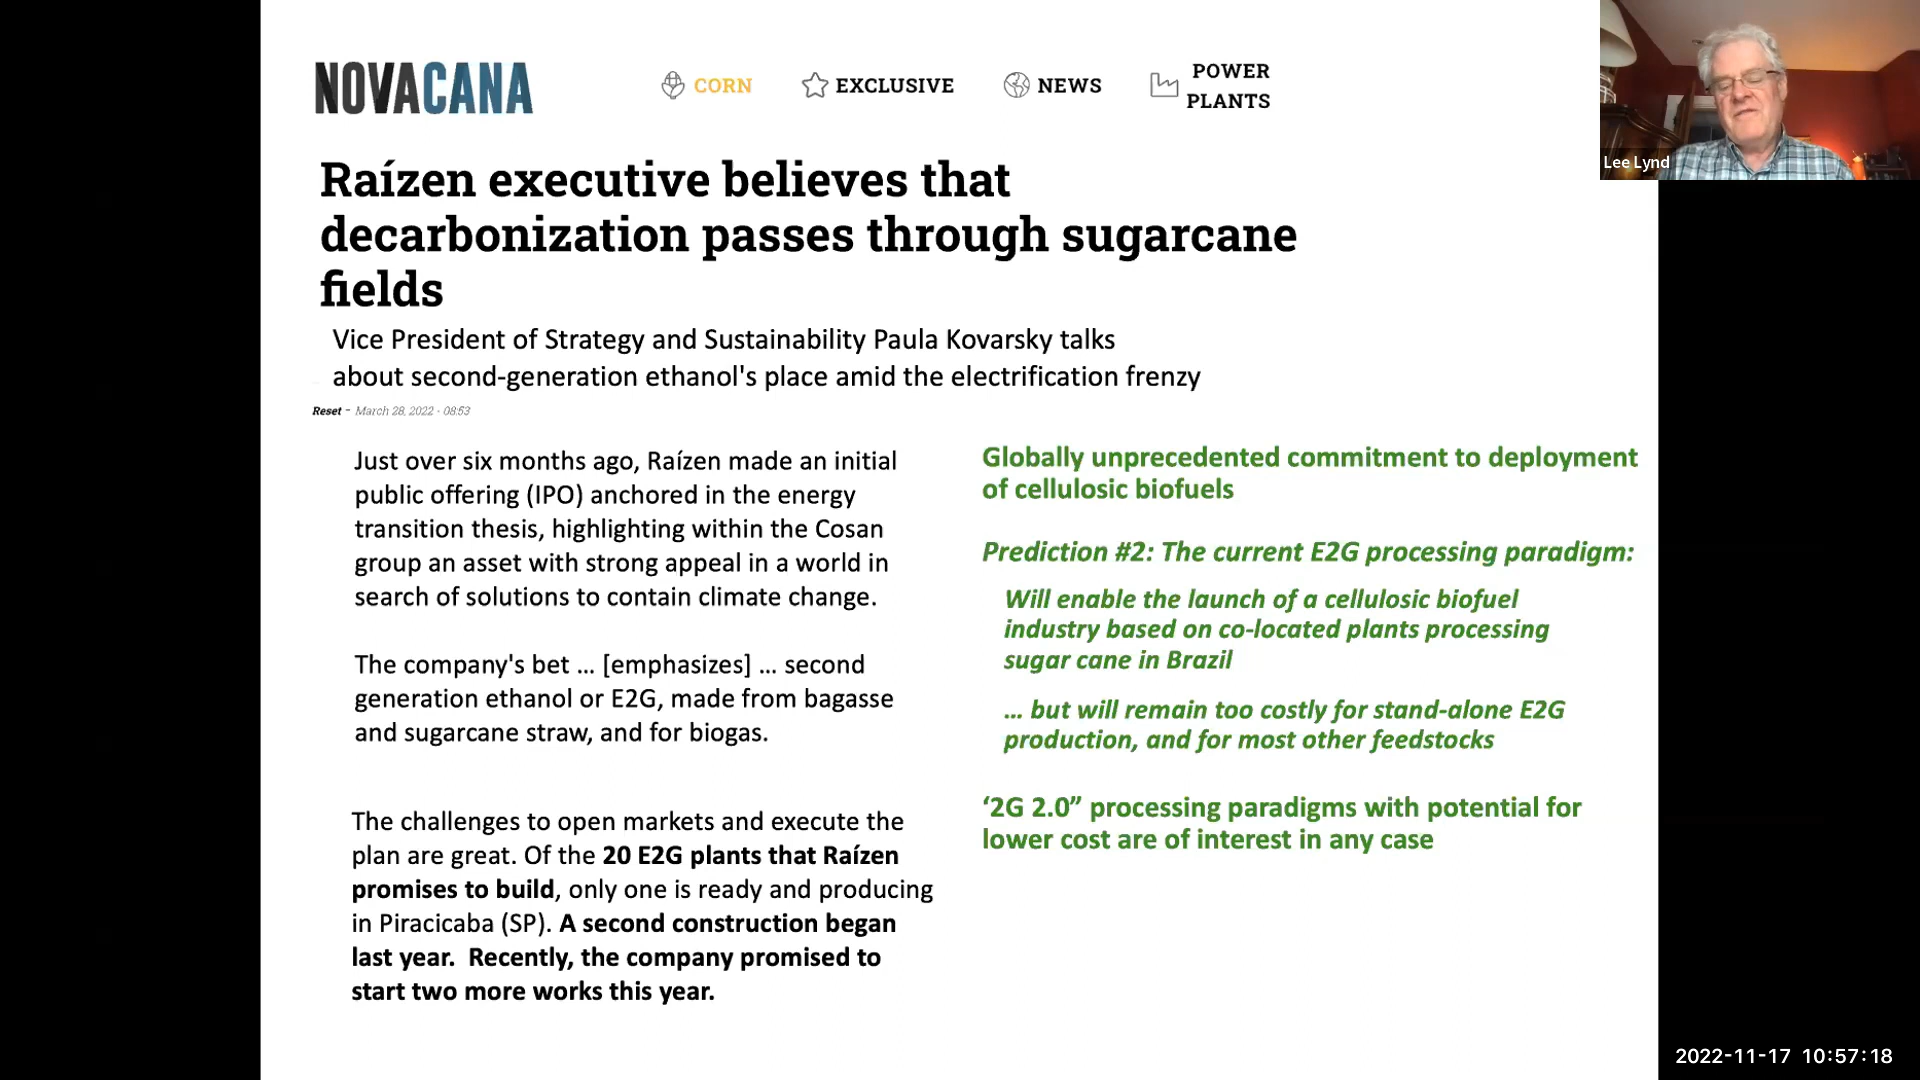 NOVACANA
CORN
EXCLUSIVE
NEWS
POWER
PLANTS
Lee Lynd
Raízen executive believes that
decarbonization passes through sugarcane
fields
Vice President of Strategy and Sustainability Paula Kovarsky talks
about second-generation ethanol's place amid the electrification frenzy
Reset - March 28, 2022 - 08:53
Just over six months ago, Raízen made an initial
public offering (IPO) anchored in the energy
transition thesis, highlighting within the Cosan
group an asset with strong appeal in a world in
search of solutions to contain climate change.
The company's bet ... [emphasizes] ... second
generation ethanol or E2G, made from bagasse
and sugarcane straw, and for biogas.
The challenges to open markets and execute the
plan are great. Of the 20 E2G plants that Raízen
promises to build, only one is ready and producing
in Piracicaba (SP). A second construction began
last year. Recently, the company promised to
start two more works this year.
Globally unprecedented commitment to deployment
of cellulosic biofuels
Prediction #2: The current E2G processing paradigm:
Will enable the launch of a cellulosic biofuel
industry based on co-located plants processing
sugar cane in Brazil
... but will remain too costly for stand-alone E2G
production, and for most other feedstocks
‘2G 2.0” processing paradigms with potential for
lower cost are of interest in any case
2022-11-17 10:57:18